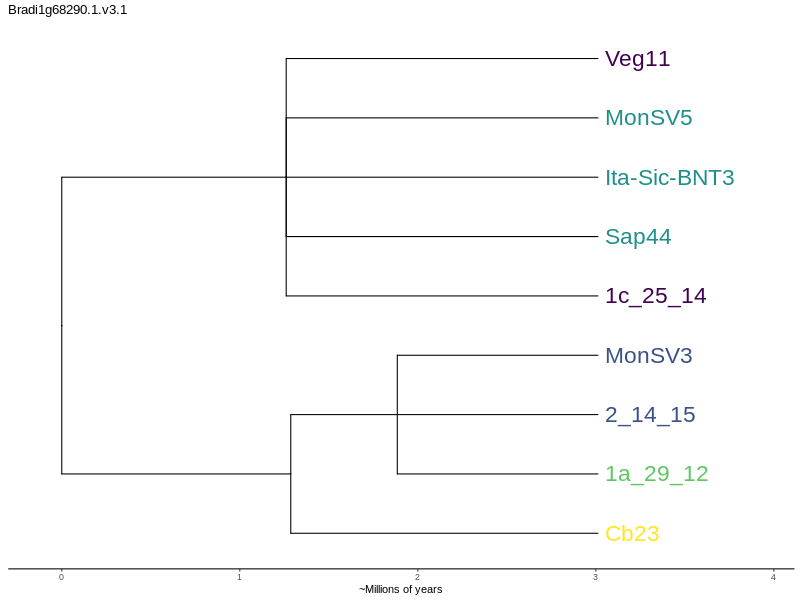 Bradi1g68290.1.v3.1
Veg11
MonSV5
Ita-Sic-BNT3
Sap44
1c_25_14
MonSV3
2_14_15
1a_29_12
Cb23
0 1 2 3 4
~Millions of years